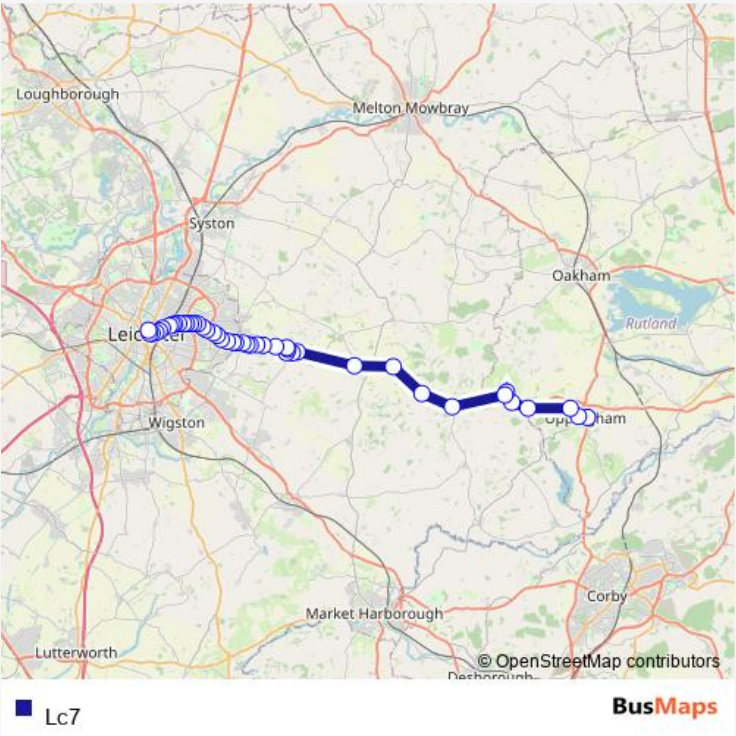 Loughborough
Melton Mowbray
Syston
Oakham
Rutland
Wigston
Corby
Market Harborough
Lutterworth
© OpenStreetMap contributors
Lc7
BusMaps